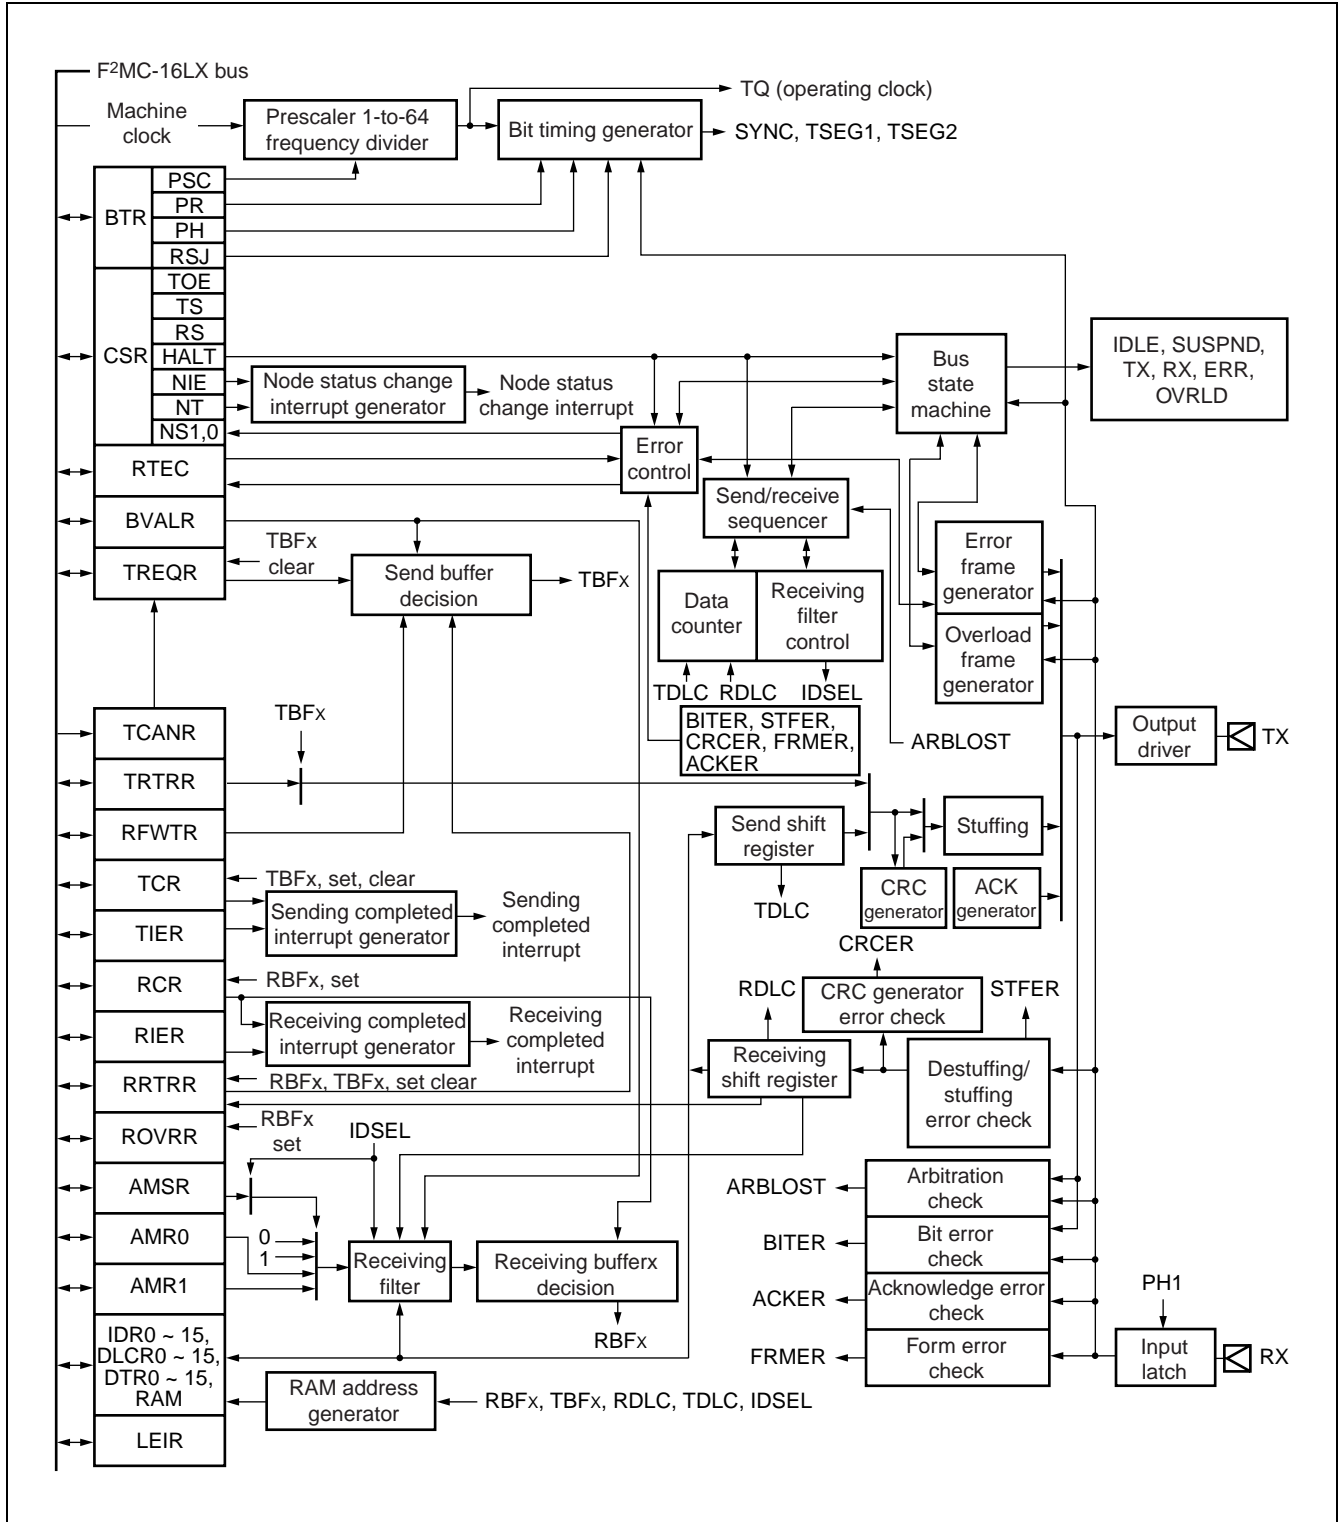 F2MC-16LX bus
Machine
clock
Prescaler 1-to-64
frequency divider
TQ (operating clock)
Bit timing generator
SYNC, TSEG1, TSEG2
BTR
PSC
PR
PH
RSJ
CSR
TOE
TS
RS
HALT
NIE
NT
NS1,0
Node status change
interrupt generator
Node status
change interrupt
Bus
state
machine
IDLE, SUSPND,
TX, RX, ERR,
OVRLD
RTEC
Error
control
BVALR
Send/receive
sequencer
TREQR
TBFx
clear
Send buffer
decision
TBFx
Data
counter
Receiving
filter
control
Error
frame
generator
Overload
frame
generator
TDLC
RDLC
IDSEL
BITER, STFER,
CRCER, FRMER,
ACKER
ARBLOST
TCANR
TBFx
Output
driver
TX
TRTRR
RFWTR
Send shift
register
Stuffing
TCR
TBFx, set, clear
TDLC
CRC
generator
ACK
generator
TIER
Sending completed
interrupt generator
Sending
completed
interrupt
CRCER
RCR
RBFx, set
RDLC
CRC generator
error check
STFER
RIER
Receiving completed
interrupt generator
Receiving
completed
interrupt
Receiving
shift register
Destuffing/
stuffing
error check
RRTRR
RBFx, TBFx, set clear
ROVRR
RBFx
set
IDSEL
AMSR
ARBLOST
Arbitration
check
AMR0
0
1
Receiving
filter
Receiving bufferx
decision
BITER
Bit error
check
AMR1
RBFx
ACKER
Acknowledge error
check
PH1
IDR0 ~ 15,
DLCR0 ~ 15,
DTR0 ~ 15,
RAM
FRMER
Form error
check
Input
latch
RX
RAM address
generator
RBFx, TBFx, RDLC, TDLC, IDSEL
LEIR